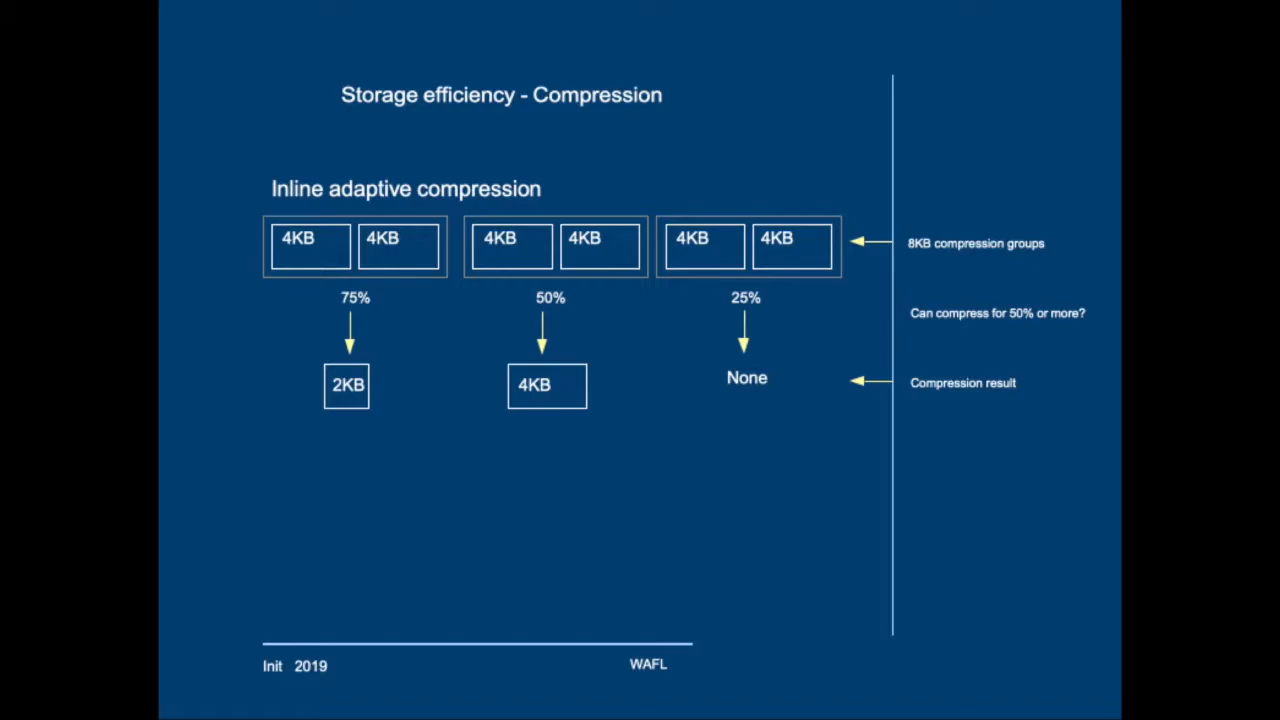 Storage efficiency - Compression
Inline adaptive compression
4KB 4KB 4KB 4KB 4KB 4KB
8KB compression groups
75% 50% 25%
Can compress for 50% or more?
2KB 4KB None
Compression result
Init 2019 WAFL